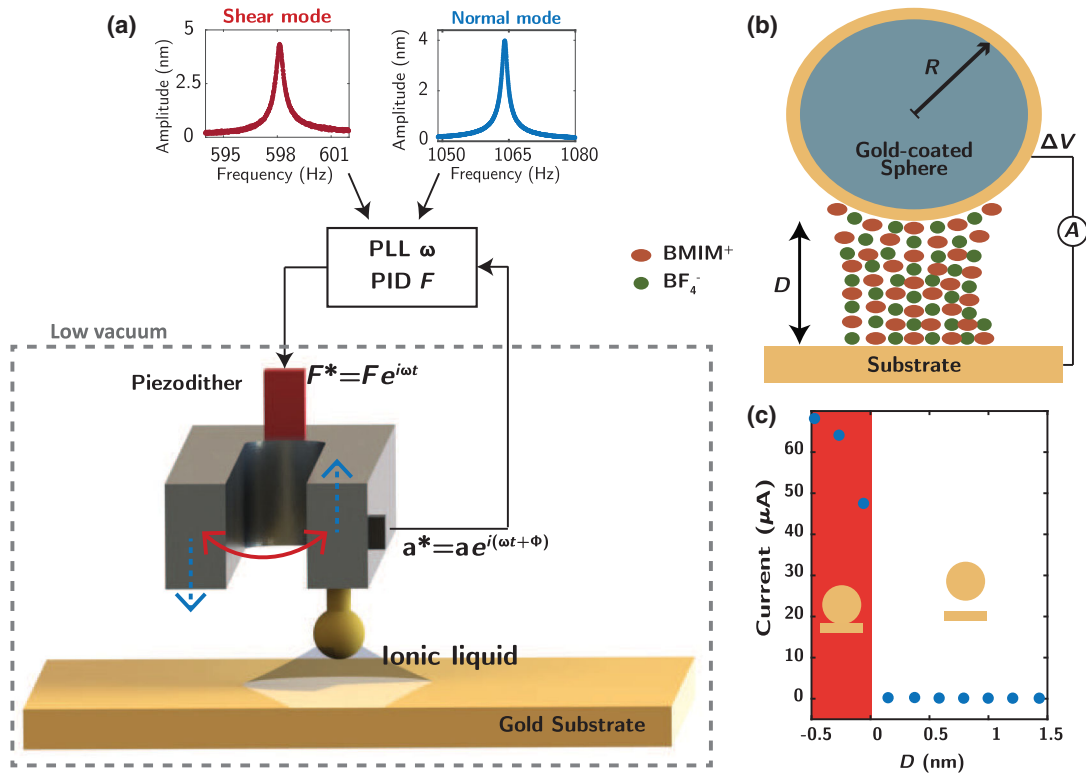 (a)
Shear mode
Amplitude (nm)
5
2.5
0
595 598 601
Frequency (Hz)
Normal mode
Amplitude (nm)
4
2
0
1050 1065 1080
Frequency (Hz)
PLL ω
PID F
BMIM⁺
BF₄⁻
Low vacuum
Piezodither
F*=Fe^{iωt}
a*=ae^{i(ωt+Φ)}
Ionic liquid
Gold Substrate
(b)
R
Gold-coated
Sphere
ΔV
A
D
Substrate
(c)
Current (μA)
60
50
40
30
20
10
0
-0.5 0 0.5 1 1.5
D (nm)